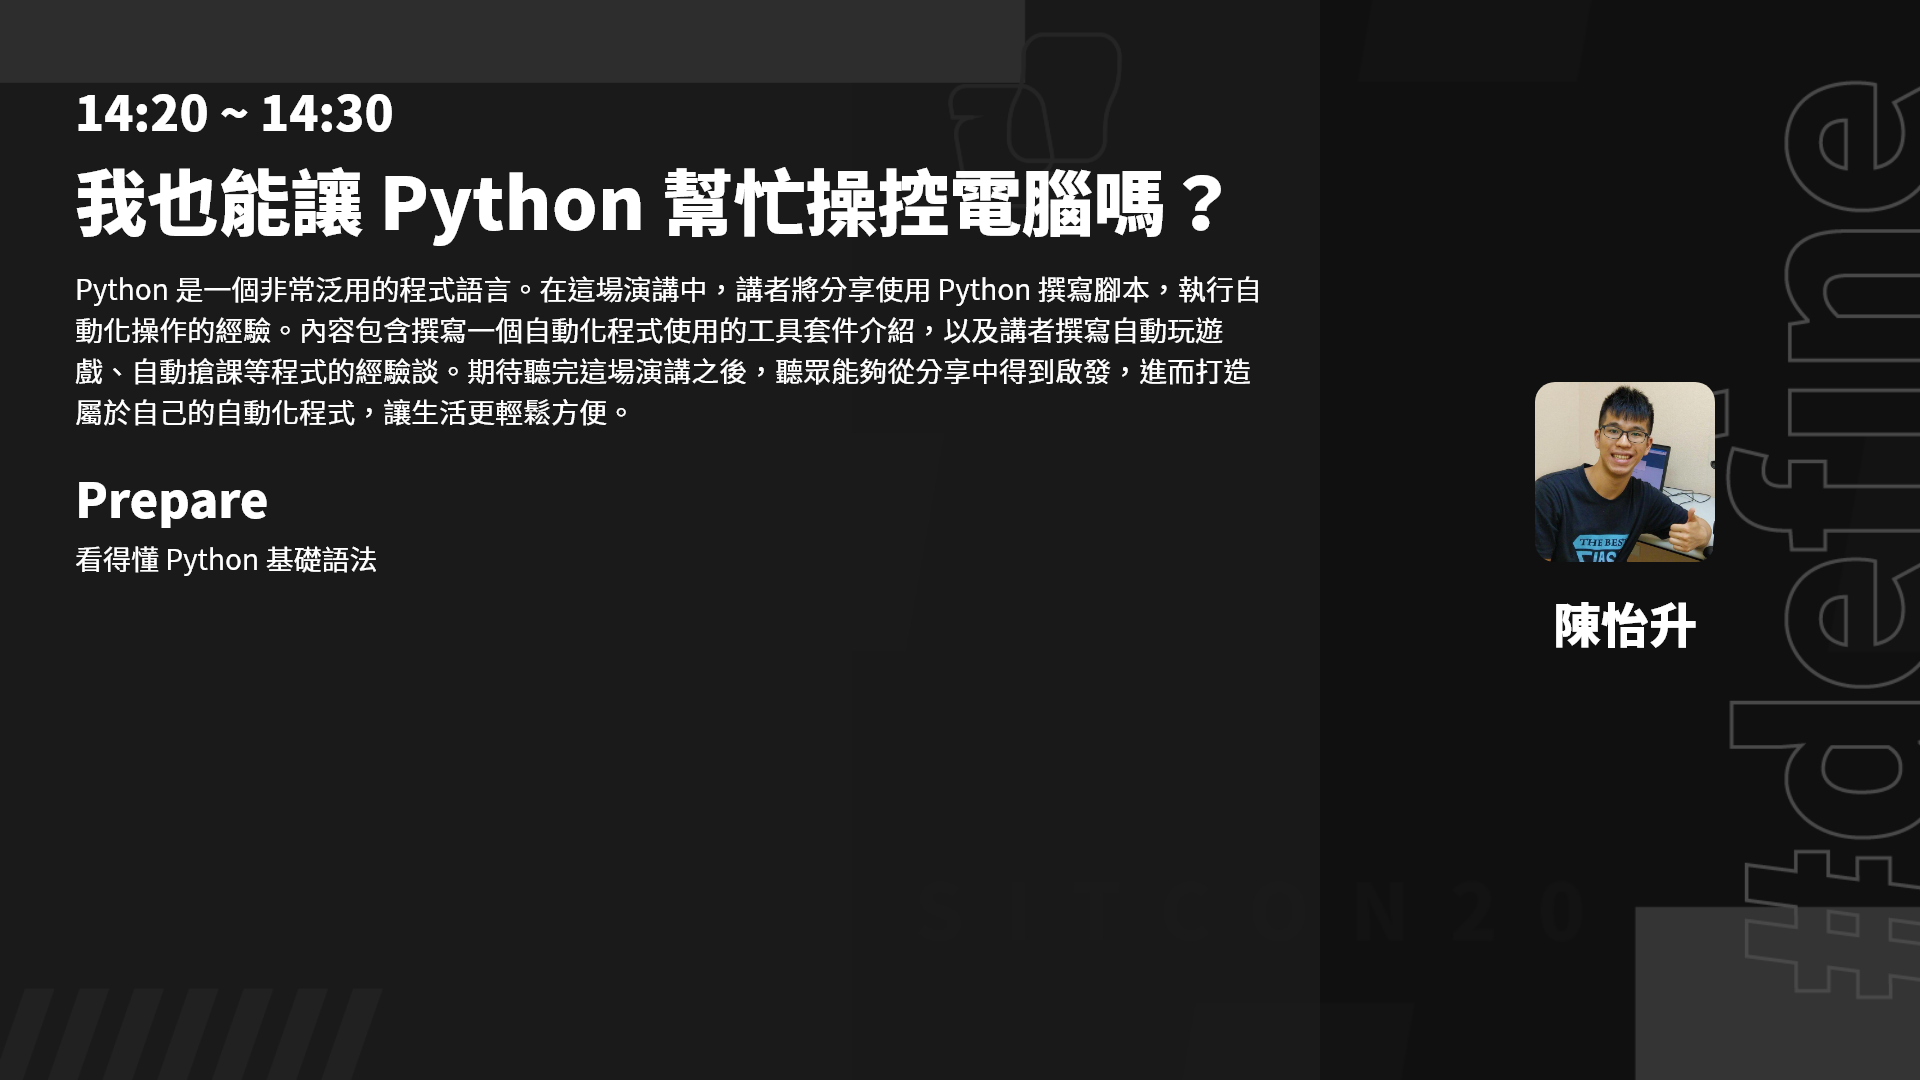 14:20 ~ 14:30
我也能讓 Python 幫忙操控電腦嗎？
Python 是一個非常泛用的程式語言。在這場演講中，講者將分享使用 Python 撰寫腳本，執行自
動化操作的經驗。內容包含撰寫一個自動化程式使用的工具套件介紹，以及講者撰寫自動玩遊
戲、自動搶課等程式的經驗談。期待聽完這場演講之後，聽眾能夠從分享中得到啟發，進而打造
屬於自己的自動化程式，讓生活更輕鬆方便。
Prepare
看得懂 Python 基礎語法
THE BEST
陳怡升
#define
SITCON20